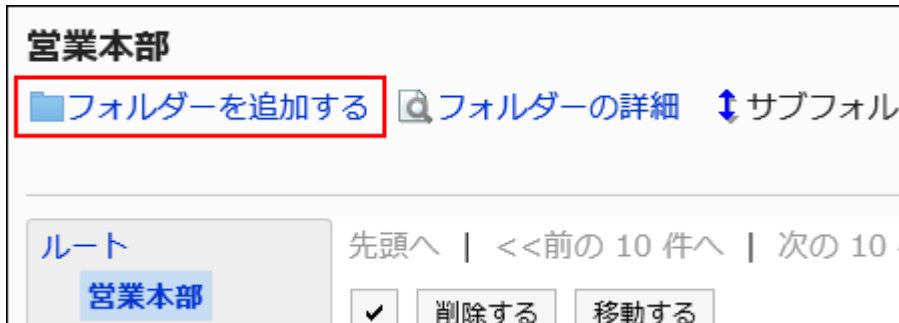 営業本部
フォルダーを追加する フォルダーの詳細 サブフォル
ルート
営業本部
先頭へ | <<前の 10 件へ | 次の 10
削除する 移動する